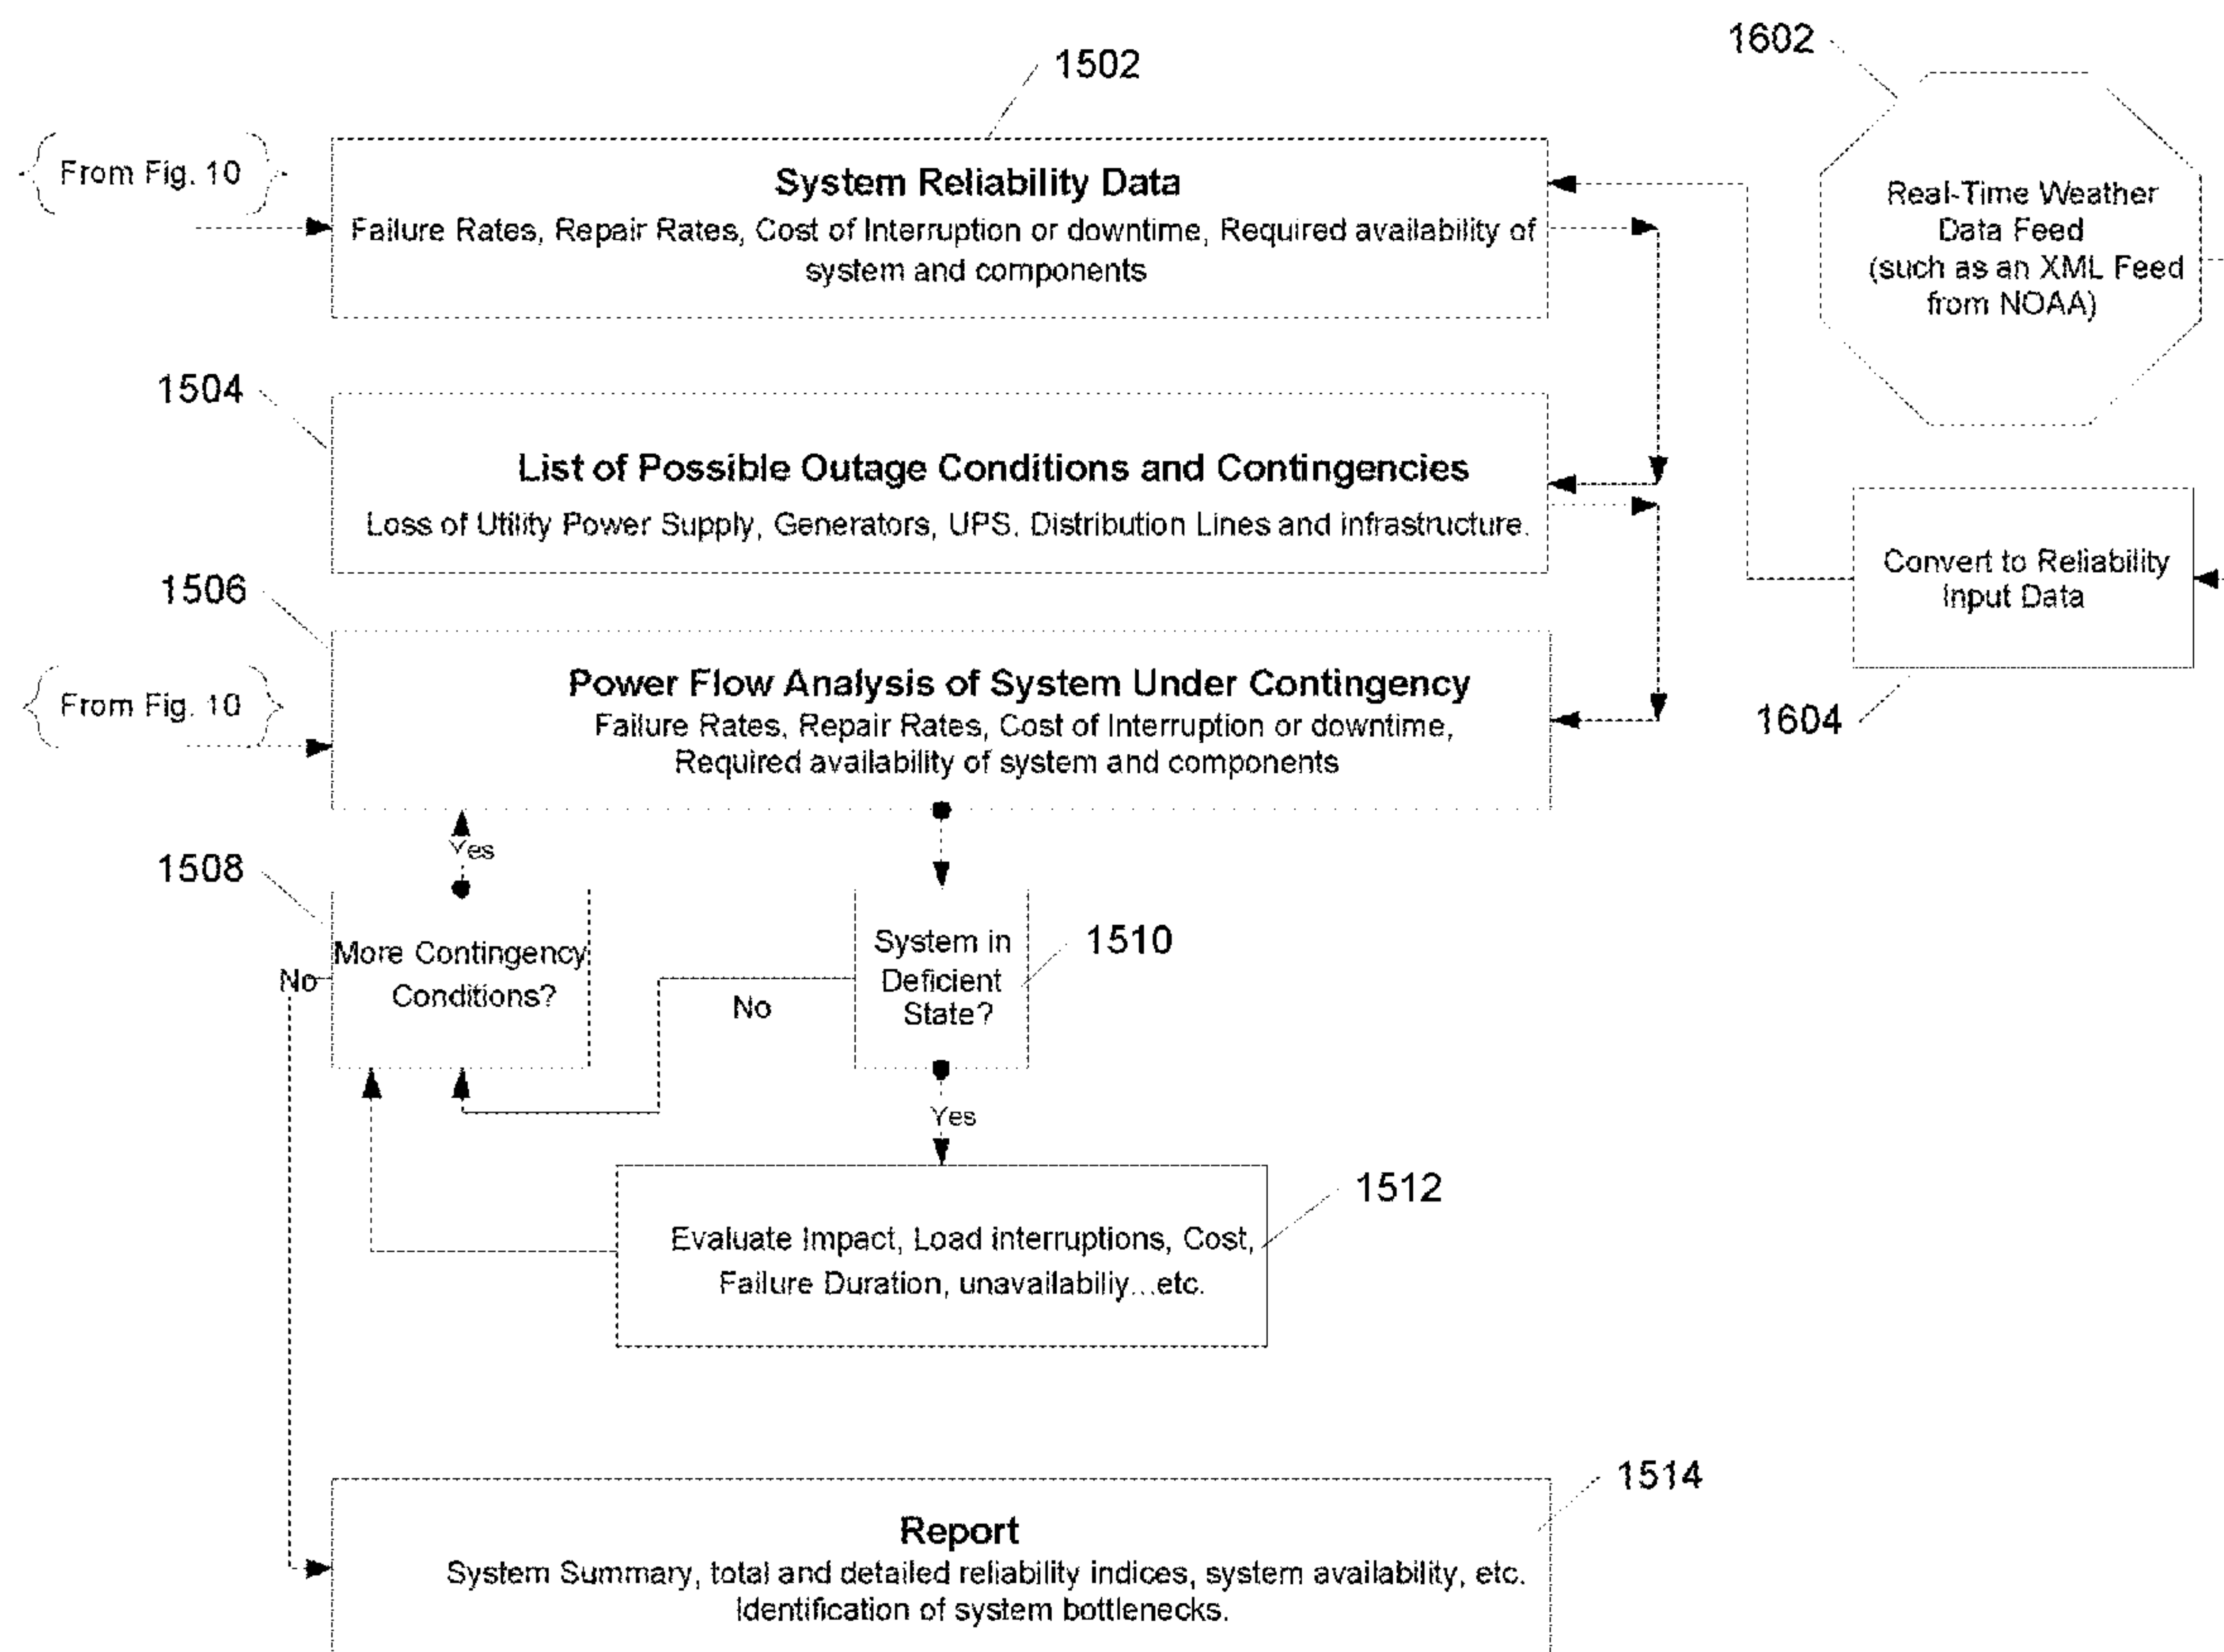 1602
1502
From Fig. 10
System Reliability Data
Failure Rates, Repair Rates, Cost of Interruption or downtime, Required availability of
system and components
Real-Time Weather
Data Feed
(such as an XML Feed
from NOAA)
1504
List of Possible Outage Conditions and Contingencies
Loss of Utility Power Supply, Generators, UPS. Distribution Lines and infrastructure.
Convert to Reliability
Input Data
1604
1506
From Fig. 10
Power Flow Analysis of System Under Contingency
Failure Rates, Repair Rates, Cost of Interruption or downtime,
Required availability of system and components
Yes
1508
More Contingency
Conditions?
No
System in
Deficient
State?
1510
No
Yes
1512
Evaluate Impact, Load interruptions, Cost,
Failure Duration, unavailabiliy...etc.
1514
Report
System Summary, total and detailed reliability indices, system availability, etc.
Identification of system bottlenecks.